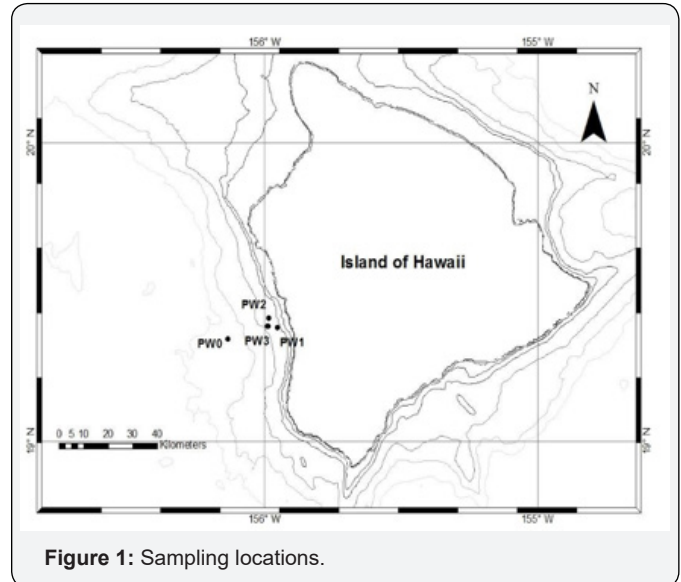 156° W 155° W
N
20° N 20° N
Island of Hawaii
PW2
PW0 PW3 PW1
0 5 10 20 30 40
Kilometers
19° N 19° N
156° W 155° W
Figure 1: Sampling locations.